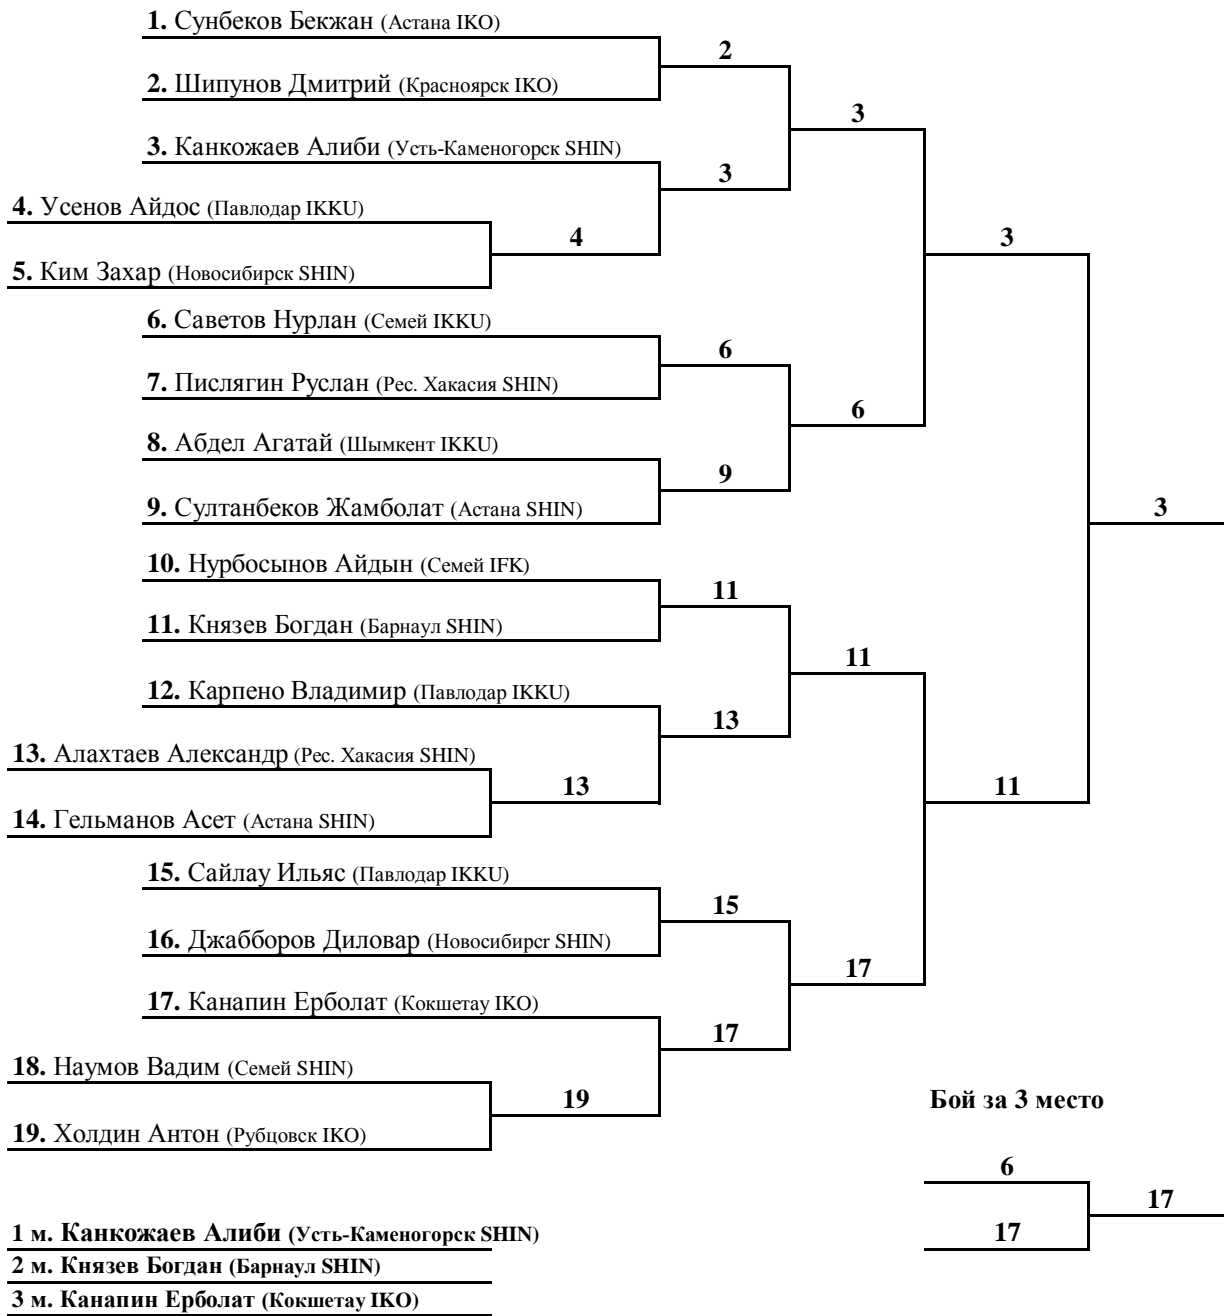 1. Сунбеков Бекжан (Астана IKO)
2
2. Шипунов Дмитрий (Красноярск IKO)
3
3. Канкожаев Алиби (Усть-Каменогорск SHIN)
3
4. Усенов Айдос (Павлодар IKKU)
4
3
5. Ким Захар (Новосибирск SHIN)
6. Саветов Нурлан (Семей IKKU)
6
7. Пислягин Руслан (Рес. Хакасия SHIN)
6
8. Абдел Агатай (Шымкент IKKU)
9
9. Султанбеков Жамболат (Астана SHIN)
3
10. Нурбосынов Айдын (Семей IFK)
11
11. Князев Богдан (Барнаул SHIN)
11
12. Карпено Владимир (Павлодар IKKU)
13
13. Алахтаев Александр (Рес. Хакасия SHIN)
13
11
14. Гельманов Асет (Астана SHIN)
15. Сайлау Ильяс (Павлодар IKKU)
15
16. Джабборов Диловар (Новосибирсг SHIN)
17
17. Канапин Ерболат (Кокшетау IKO)
17
18. Наумов Вадим (Семей SHIN)
19
Бой за 3 место
19. Холдин Антон (Рубцовск IKO)
6
17
17
1 м. Канкожаев Алиби (Усть-Каменогорск SHIN)
2 м. Князев Богдан (Барнаул SHIN)
3 м. Канапин Ерболат (Кокшетау IKO)